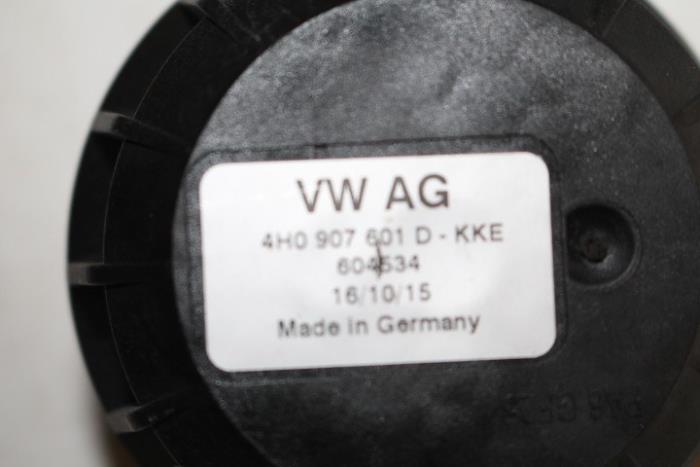 VW AG
4H0 907 601 D - KKE
604534
16/10/15
Made in Germany